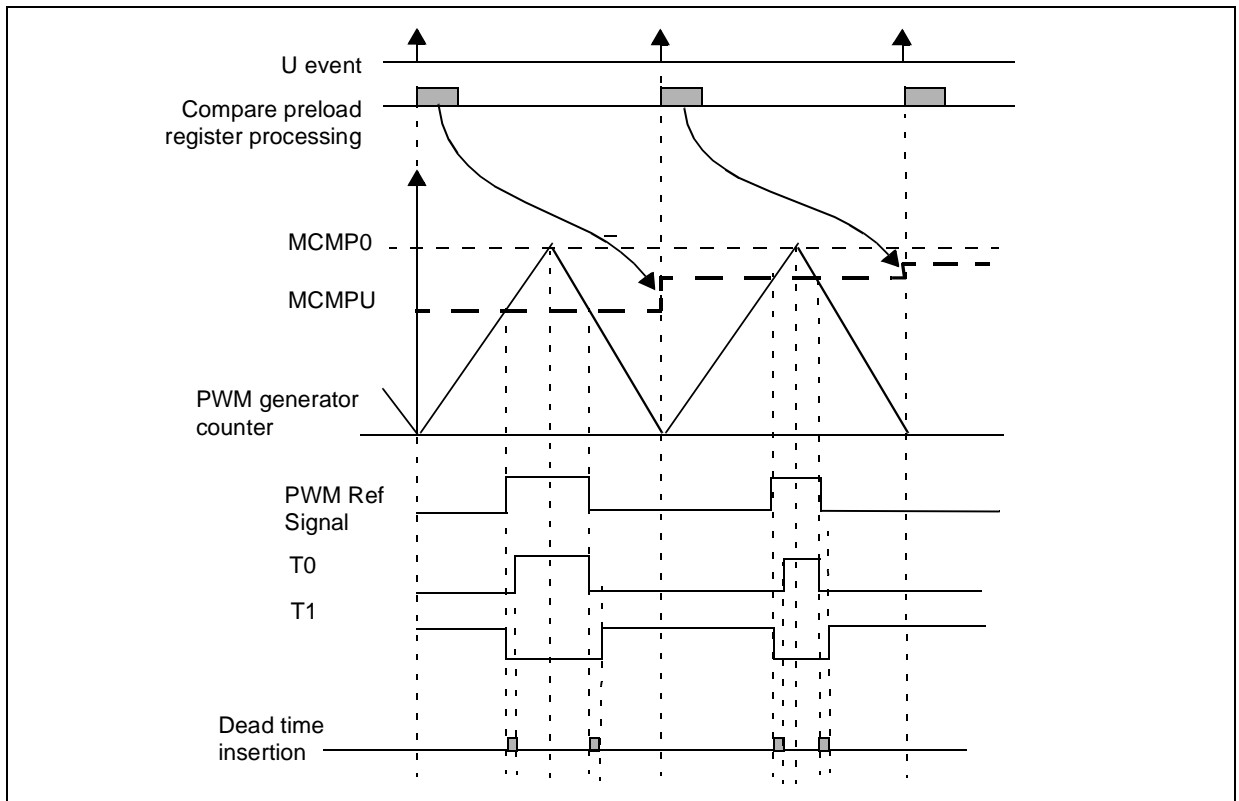 U event
Compare preload
register processing
MCMP0
MCMPU
PWM generator
counter
PWM Ref
Signal
T0
T1
Dead time
insertion